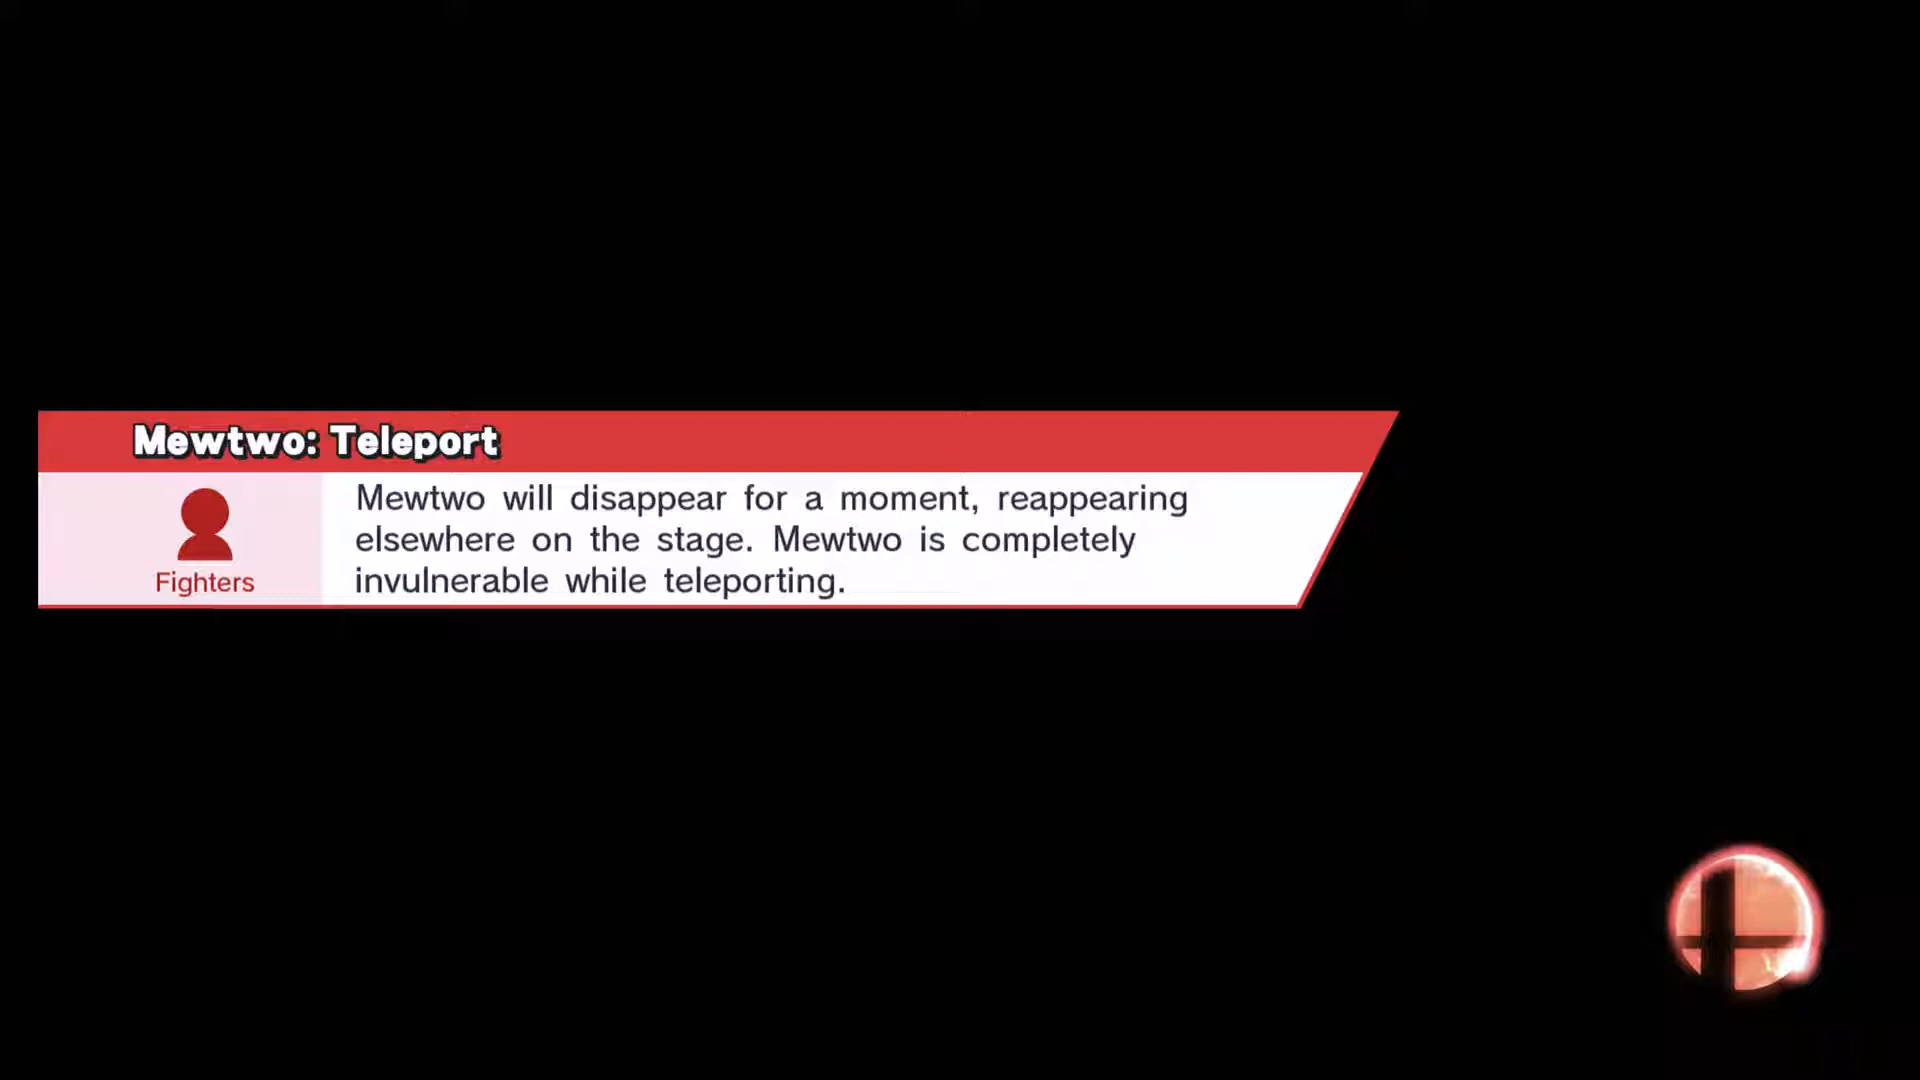 Mewtwo: Teleport
Fighters
Mewtwo will disappear for a moment, reappearing
elsewhere on the stage. Mewtwo is completely
invulnerable while teleporting.